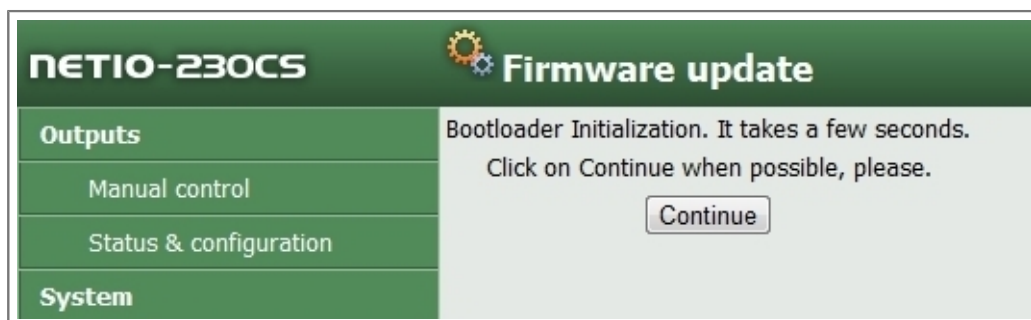 NETIO-230CS
Firmware update
Outputs
Manual control
Status & configuration
System
Bootloader Initialization. It takes a few seconds.
Click on Continue when possible, please.
Continue